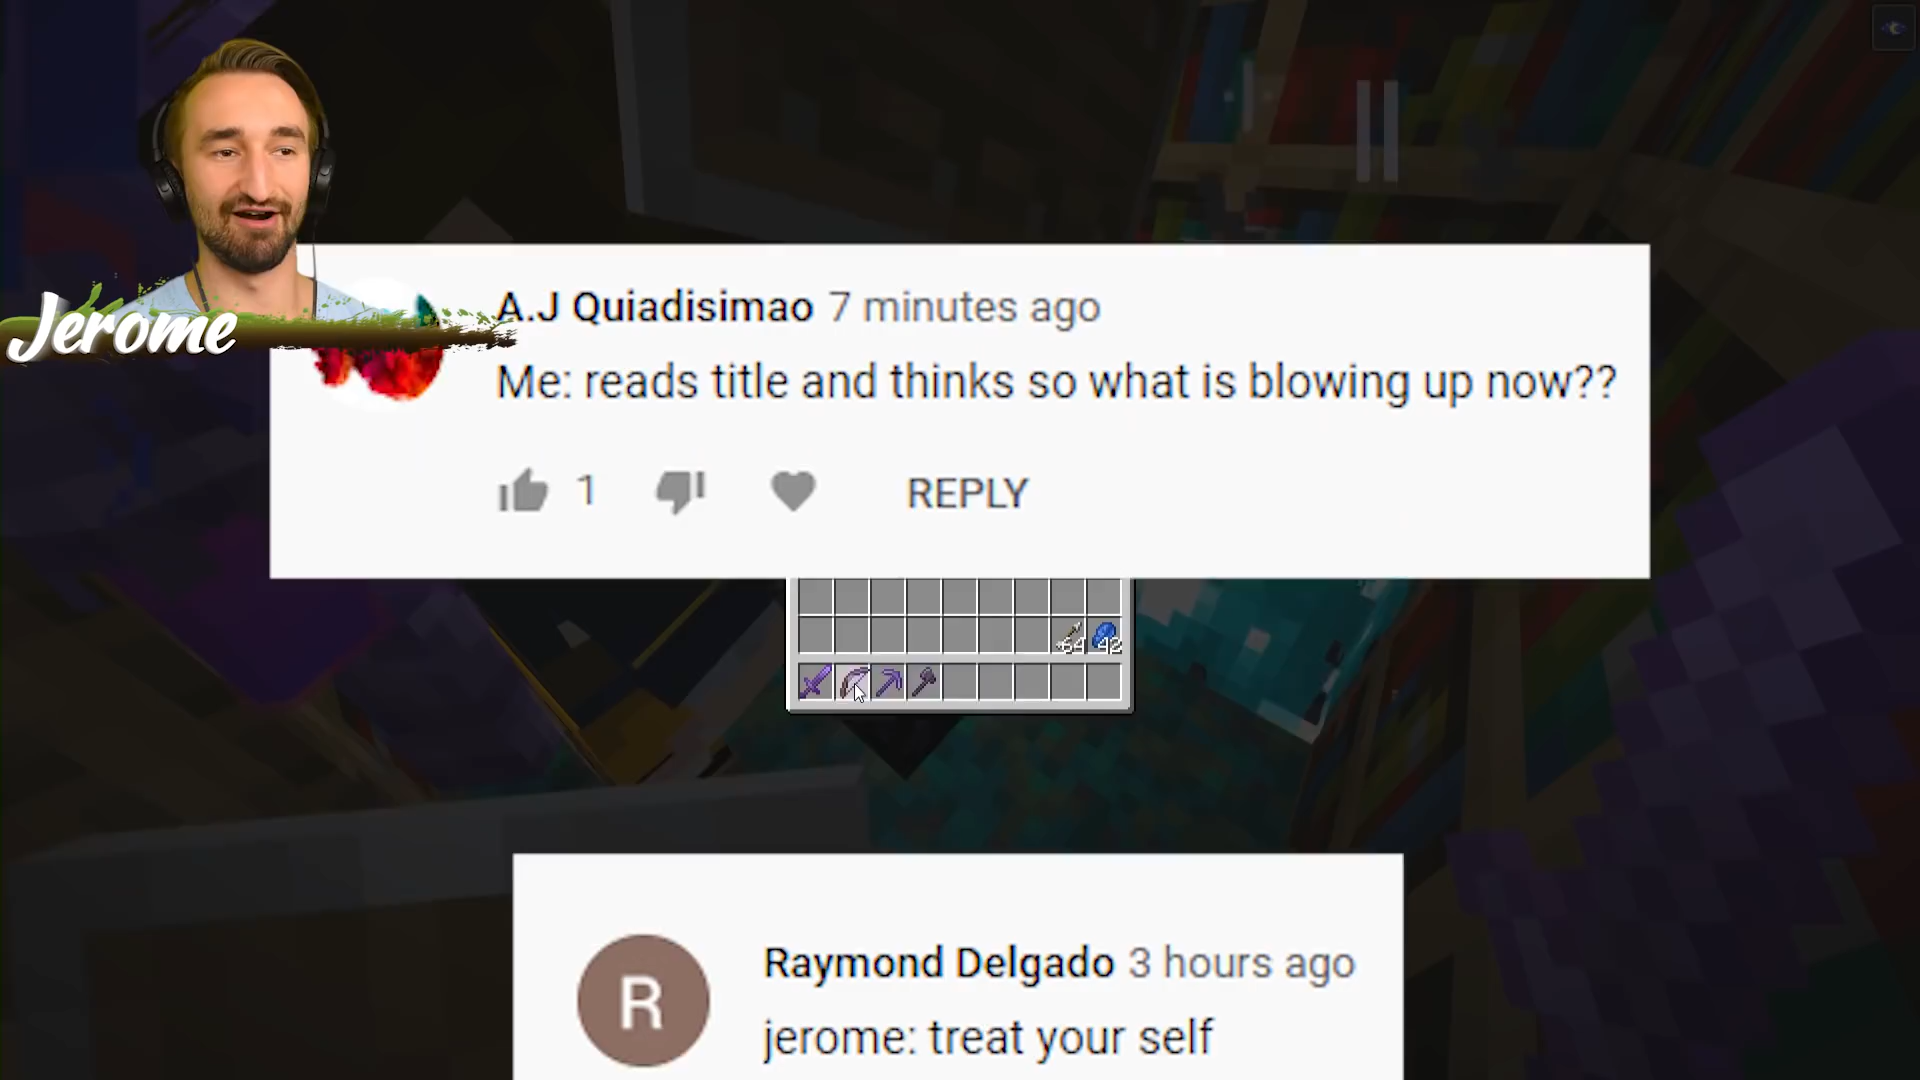 Jerome
A.J Quiadisimao 7 minutes ago
Me: reads title and thinks so what is blowing up now??
1
REPLY
64 42
R
Raymond Delgado 3 hours ago
jerome: treat your self